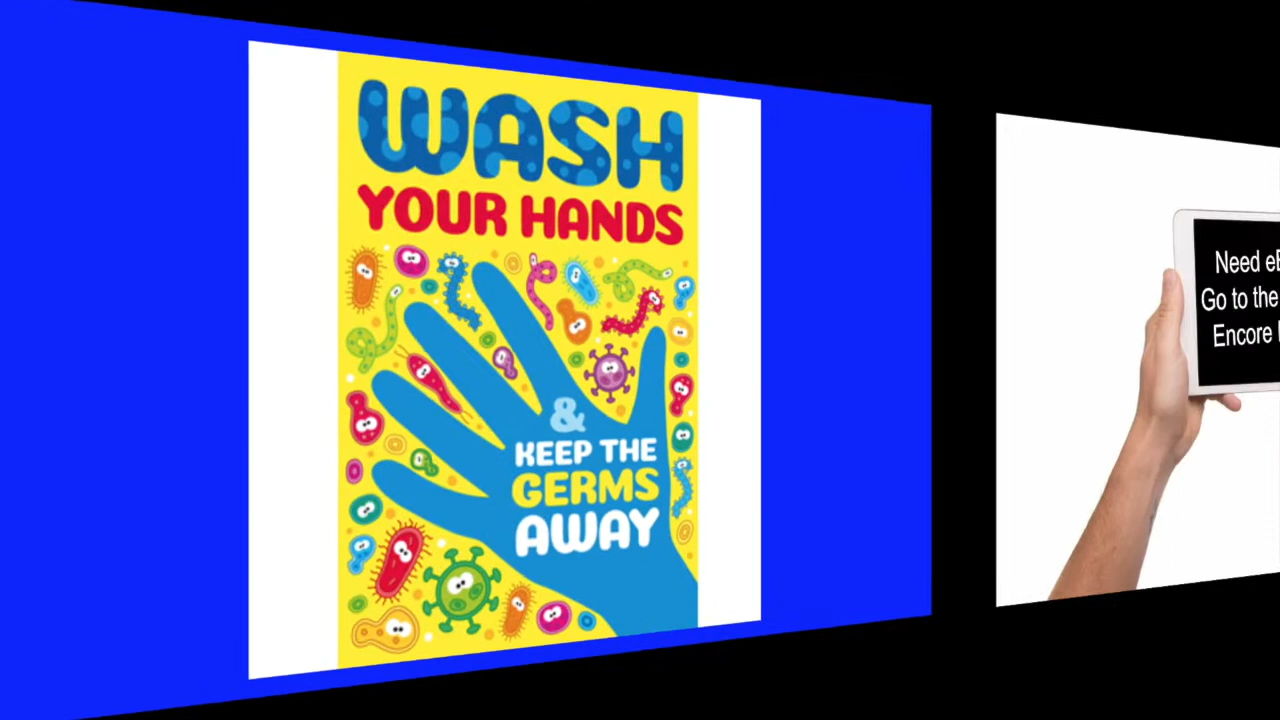 WASH
YOUR HANDS
&
KEEP THE
GERMS
AWAY
Need
Go to the
Encore